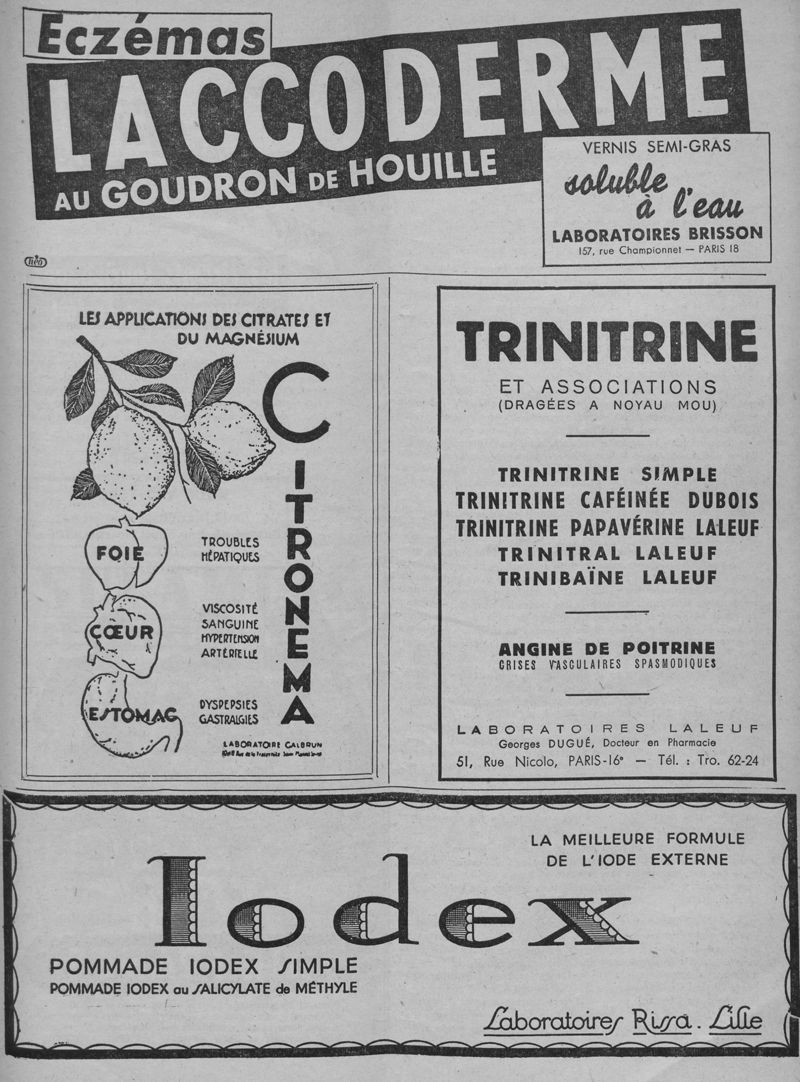 Eczémas
LACCODERME
AU GOUDRON DE HOUILLE
VERNIS SEMI-GRAS
soluble
à l'eau
LABORATOIRES BRISSON
157, rue Championnet — PARIS 18
LES APPLICATIONS DES CITRATES ET
DU MAGNÉSIUM
CITRONEMA
FOIE
TROUBLES
HÉPATIQUES
CŒUR
VISCOSITÉ
SANGUINE
HYPERTENSION
ARTÉRIELLE
ESTOMAC
DYSPEPSIES
GASTRALGIES
LABORATOIRE GALBRUN
TRINITRINE
ET ASSOCIATIONS
(DRAGÉES A NOYAU MOU)
TRINITRINE SIMPLE
TRINITRINE CAFÉINÉE DUBOIS
TRINITRINE PAPAVÉRINE LALEUF
TRINITRAL LALEUF
TRINIBAÏNE LALEUF
ANGINE DE POITRINE
CRISES VASCULAIRES SPASMODIQUES
LABORATOIRES LALEUF
Georges DUGUÉ, Docteur en Pharmacie
51, Rue Nicolo, PARIS-16e — Tél. : Tro. 62-24
LA MEILLEURE FORMULE
DE L'IODE EXTERNE
Iodex
POMMADE IODEX SIMPLE
POMMADE IODEX au SALICYLATE de MÉTHYLE
Laboratoires Rissa. Lille